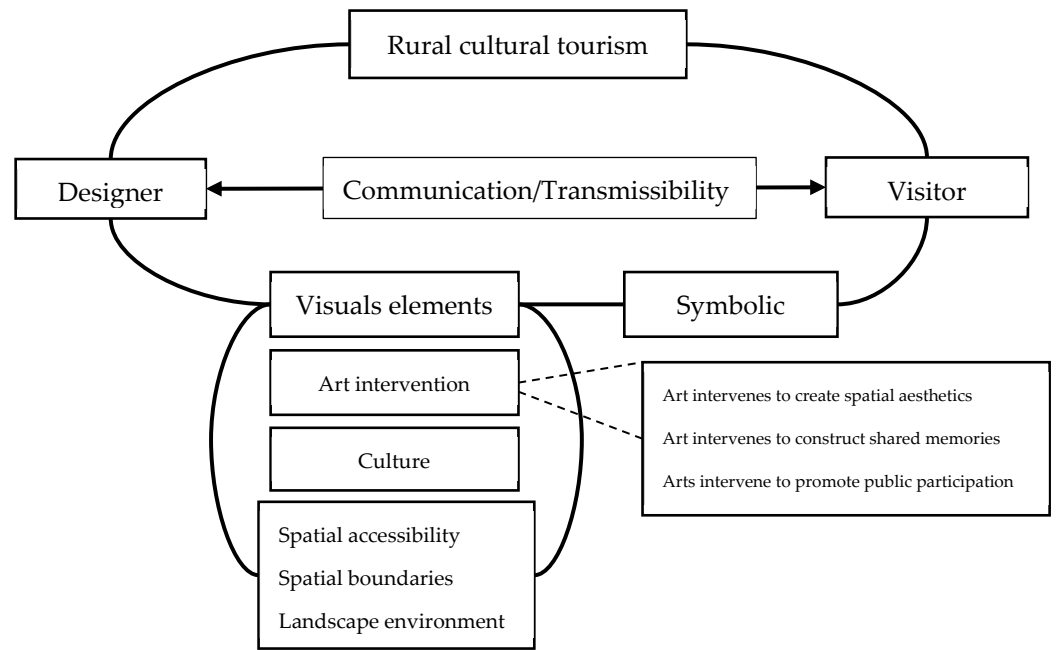 Rural cultural tourism
Designer
Communication/Transmissibility
Visitor
Visuals elements
Symbolic
Art intervention
Art intervenes to create spatial aesthetics
Art intervenes to construct shared memories
Arts intervene to promote public participation
Culture
Spatial accessibility
Spatial boundaries
Landscape environment